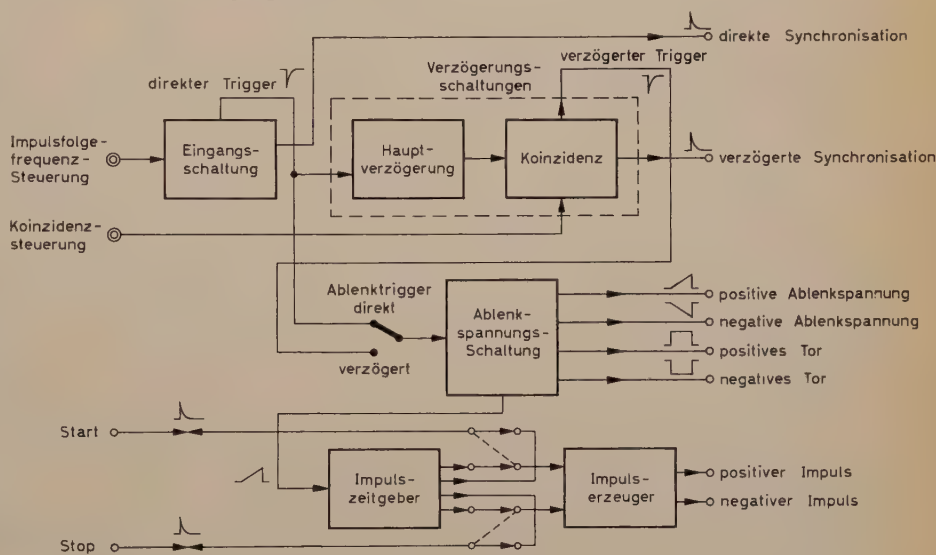 direkte Synchronisation
direkter Trigger
Verzögerungs-
schaltungen
verzögerter Trigger
Impulsfolge-
frequenz-
Steuerung
Eingangs-
schaltung
Haupt-
verzögerung
Koinzidenz
verzögerte Synchronisation
Koinzidenz-
steuerung
Ablenktrigger
direkt
verzögert
Ablenk-
spannungs-
Schaltung
positive Ablenkspannung
negative Ablenkspannung
positives Tor
negatives Tor
Start
Impuls-
zeitgeber
Impuls-
erzeuger
positiver Impuls
negativer Impuls
Stop